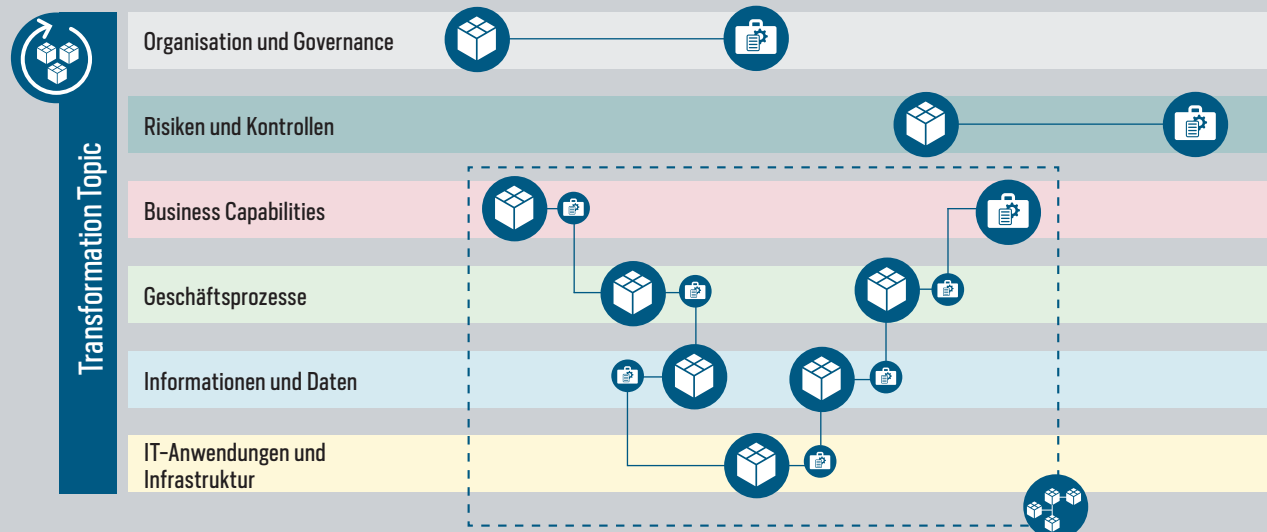 Transformation Topic
Organisation und Governance
Risiken und Kontrollen
Business Capabilities
Geschäftsprozesse
Informationen und Daten
IT-Anwendungen und
Infrastruktur